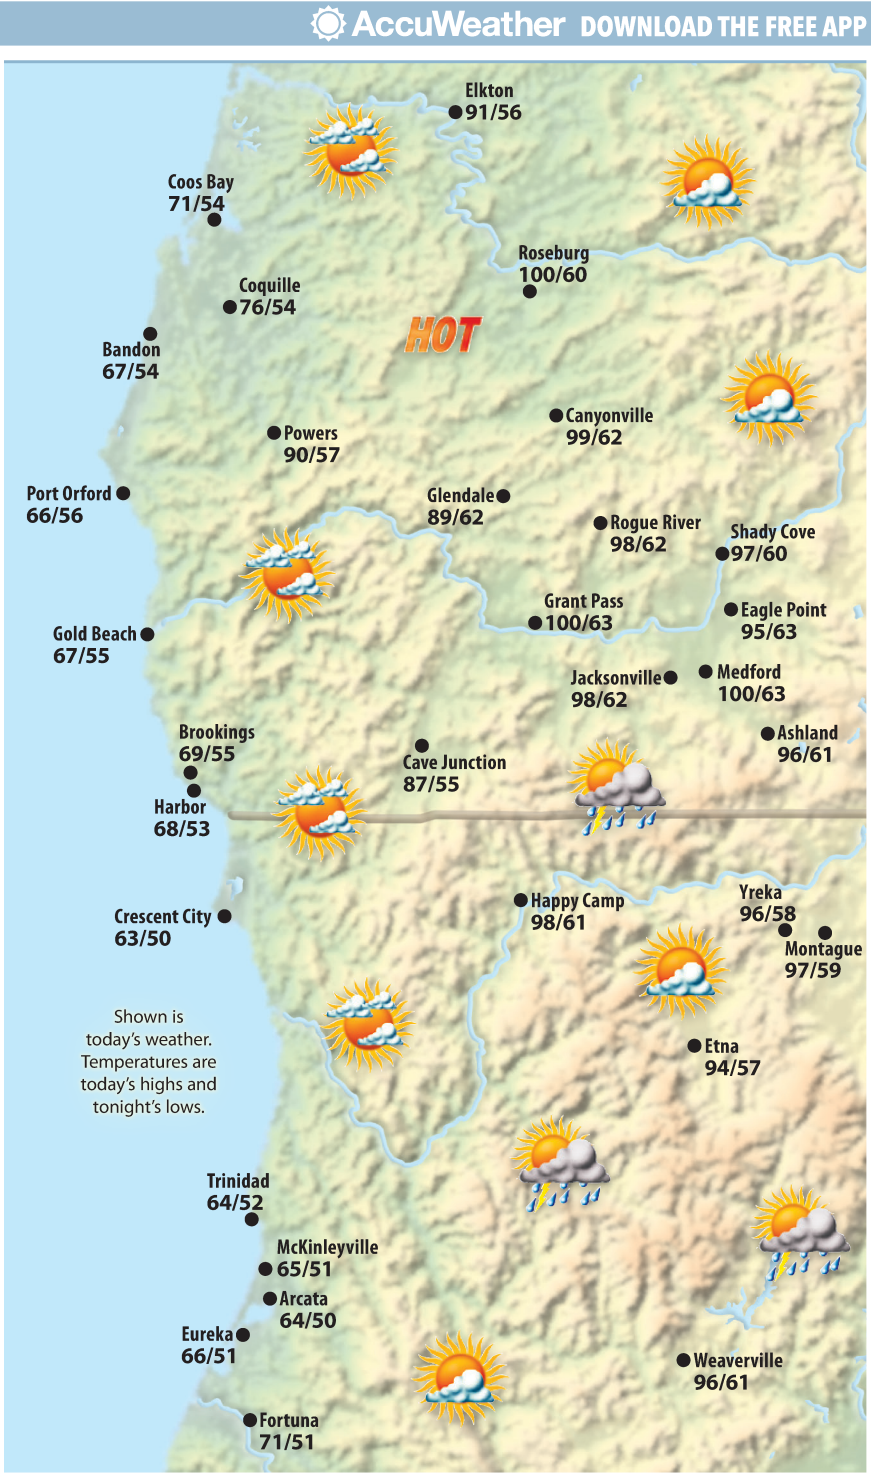 AccuWeather DOWNLOAD THE FREE APP
Elkton
91/56
Coos Bay
71/54
Roseburg
100/60
Coquille
76/54
HOT
Bandon
67/54
Canyonville
99/62
Powers
90/57
Port Orford
66/56
Glendale
89/62
Rogue River
98/62
Shady Cove
97/60
Grant Pass
100/63
Eagle Point
95/63
Gold Beach
67/55
Jacksonville
98/62
Medford
100/63
Brookings
69/55
Cave Junction
87/55
Ashland
96/61
Harbor
68/53
Happy Camp
98/61
Yreka
96/58
Crescent City
63/50
Montague
97/59
Shown is
today's weather.
Temperatures are
today's highs and
tonight's lows.
Etna
94/57
Trinidad
64/52
McKinleyville
65/51
Arcata
64/50
Eureka
66/51
Weaverville
96/61
Fortuna
71/51